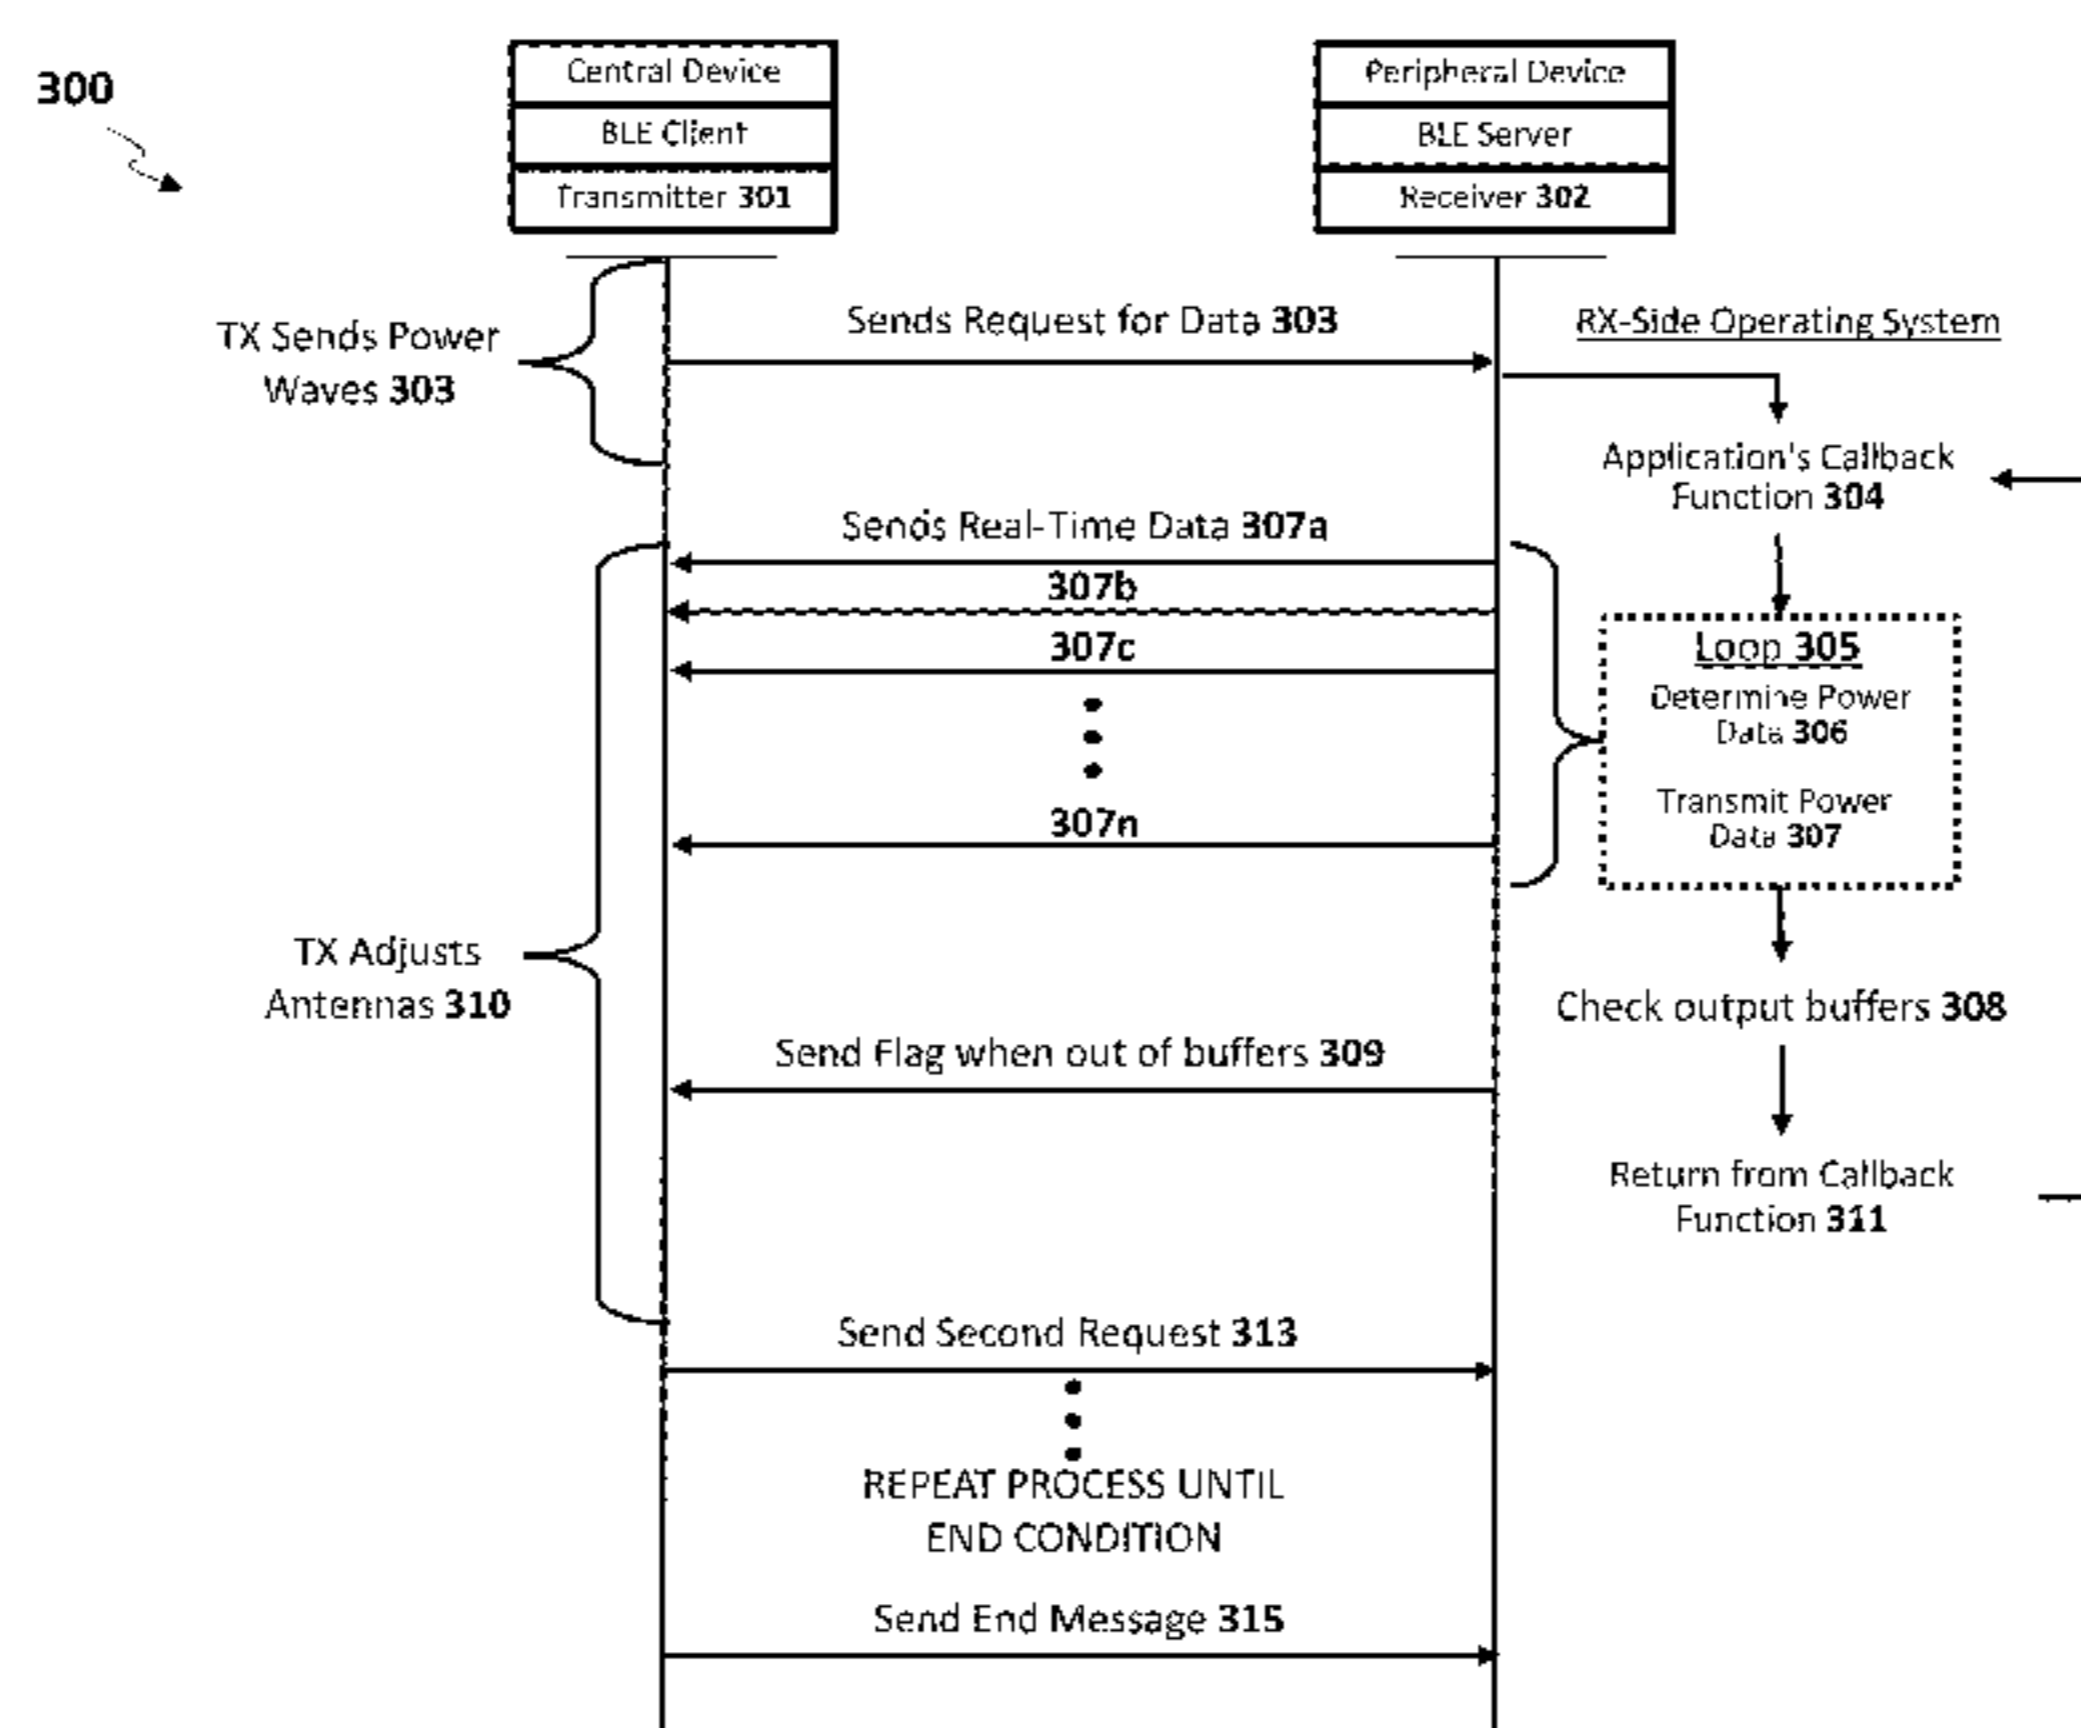 300
Central Device
BLE Client
Transmitter 301
Peripheral Device
BLE Server
Receiver 302
TX Sends Power
Waves 303
Sends Request for Data 303
RX-Side Operating System
Application's Callback
Function 304
Sends Real-Time Data 307a
307b
307c
307n
Loop 305
Determine Power
Data 306
Transmit Power
Data 307
TX Adjusts
Antennas 310
Check output buffers 308
Send Flag when out of buffers 309
Return from Callback
Function 311
Send Second Request 313
REPEAT PROCESS UNTIL
END CONDITION
Send End Message 315